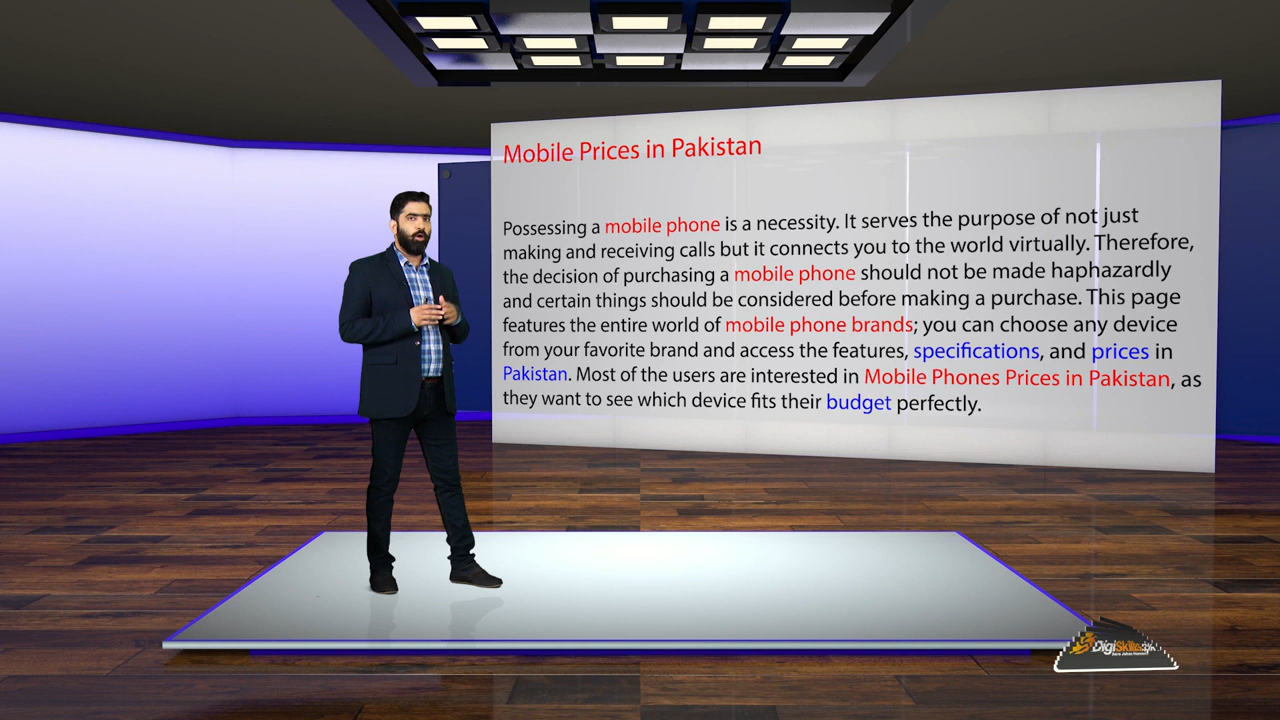 Mobile Prices in Pakistan
Possessing a mobile phone is a necessity. It serves the purpose of not just
making and receiving calls but it connects you to the world virtually. Therefore,
the decision of purchasing a mobile phone should not be made haphazardly
and certain things should be considered before making a purchase. This page
features the entire world of mobile phone brands; you can choose any device
from your favorite brand and access the features, specifications, and prices in
Pakistan. Most of the users are interested in Mobile Phones Prices in Pakistan, as
they want to see which device fits their budget perfectly.
DigiSkills.pk